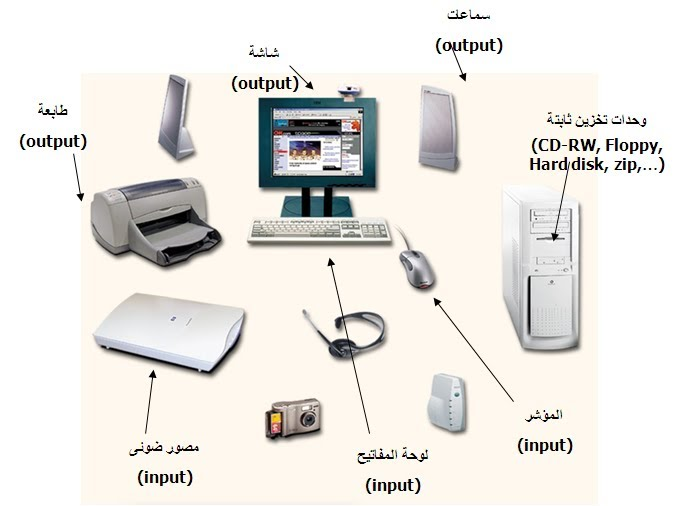 سماعات
(output)
شاشة
(output)
طابعة
(output)
وحدات تخزين ثابتة
(CD-RW, Floppy,
Hard disk, zip,...)
المؤشر
(input)
لوحة المفاتيح
(input)
مصور ضوئى
(input)